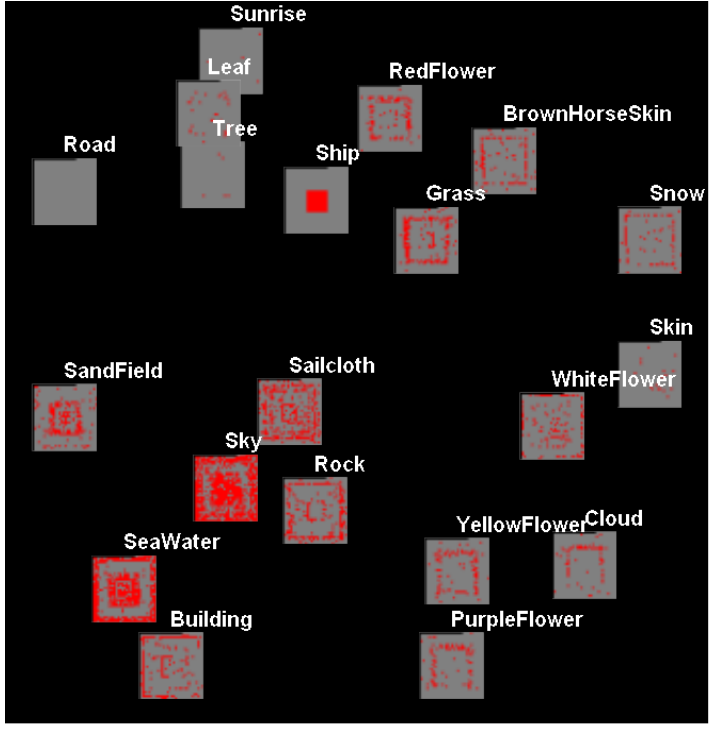 Sunrise
Leaf
RedFlower
BrownHorseSkin
Tree
Road
Ship
Grass
Snow
Skin
SandField
Sailcloth
WhiteFlower
Sky
Rock
YellowFlower
Cloud
SeaWater
Building
PurpleFlower